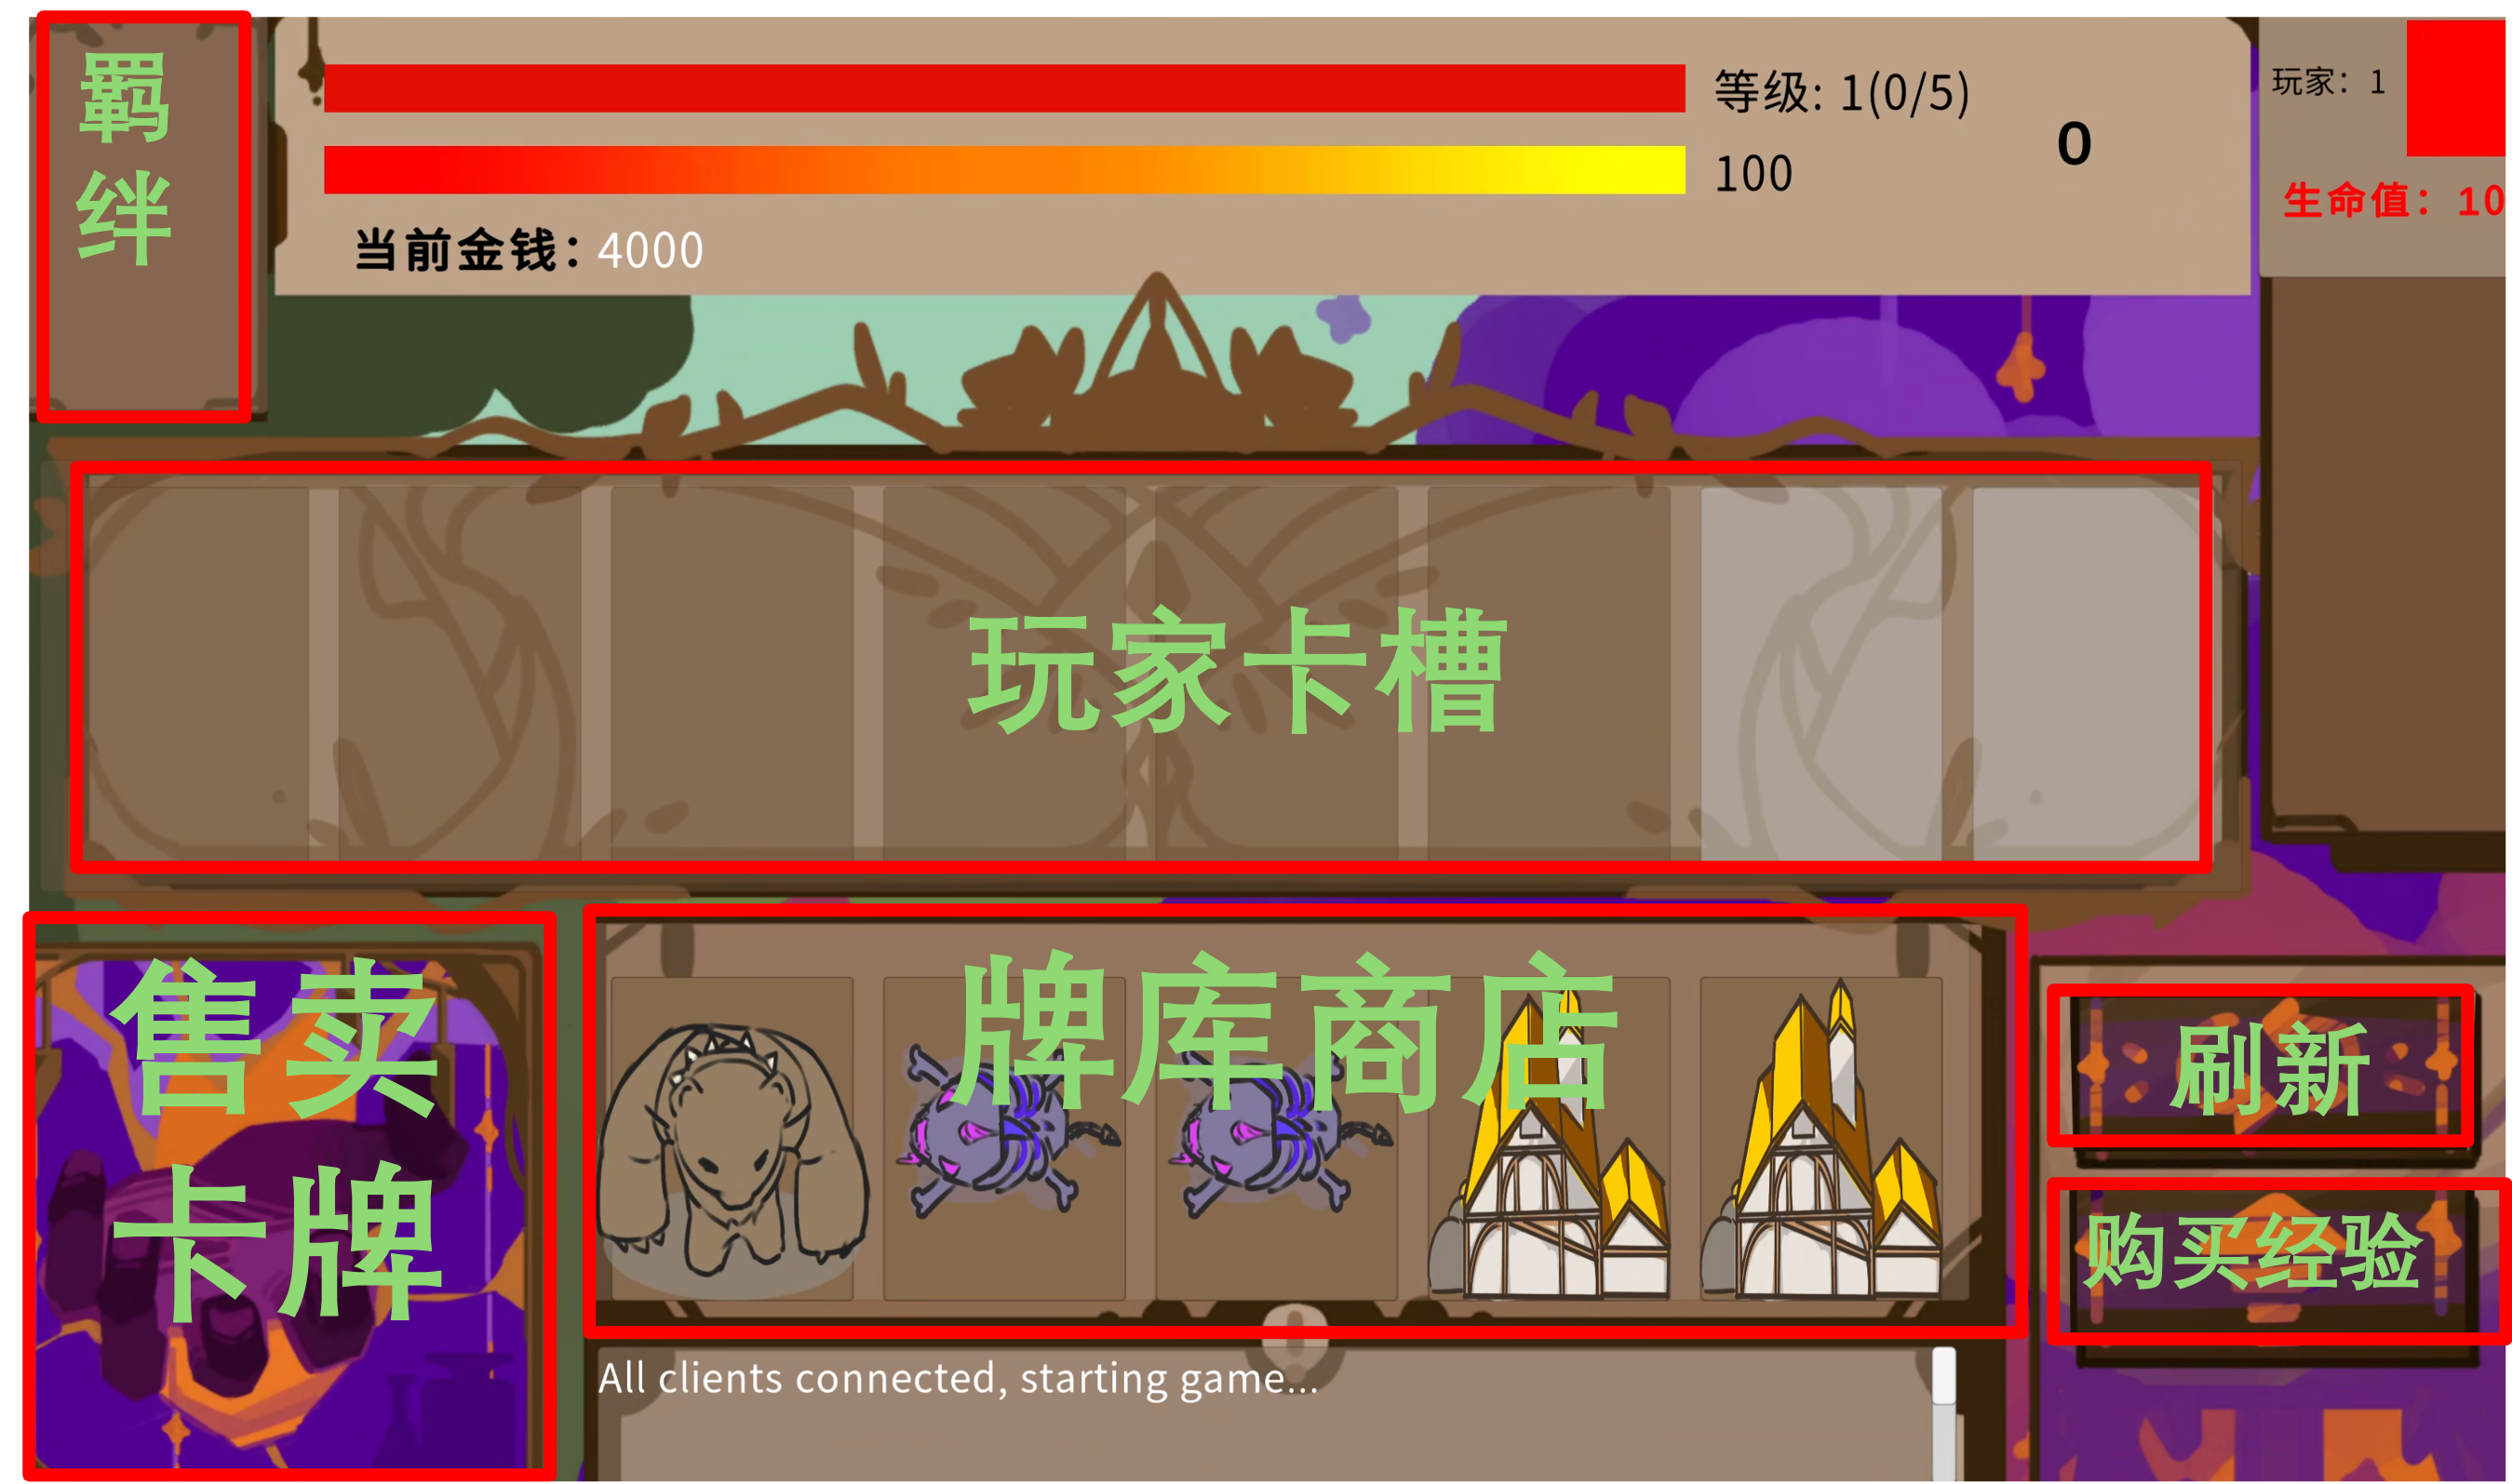 羁
绊
等级: 1(0/5)
100
0
当前金钱: 4000
玩家: 1
生命值: 10
玩家卡槽
售卖
卡牌
牌库商店
刷新
购买经验
All clients connected, starting game...